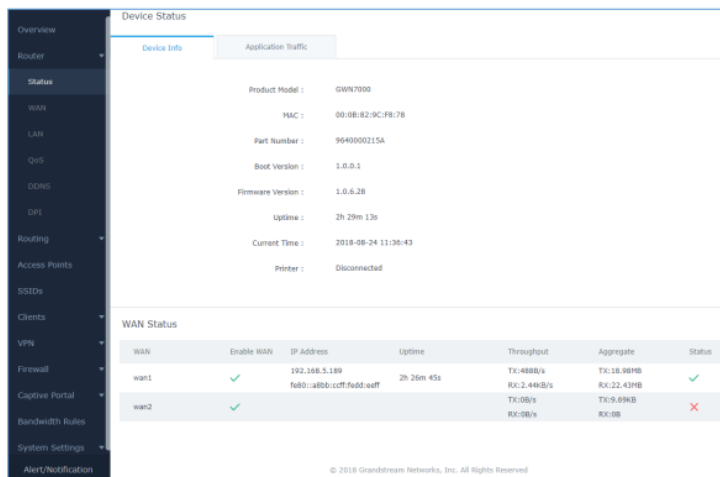 Device Status
Overview
Router
Status
WAN
LAN
QoS
DDNS
DPI
Routing
Access Points
SSIDs
Clients
VPN
Firewall
Captive Portal
Bandwidth Rules
System Settings
Alert/Notification
Device Info Application Traffic
Product Model : GWN7000
MAC : 00:0B:82:9C:FB:78
Part Number : 9640000215A
Boot Version : 1.0.0.1
Firmware Version : 1.0.6.28
Uptime : 2h 29m 13s
Current Time : 2018-08-24 11:36:43
Printer : Disconnected
WAN Status
WAN Enable WAN IP Address Uptime Throughput Aggregate Status
wan1 192.168.5.189 2h 26m 45s TX:488B/s TX:18.98MB
fe80::a8bb:ccff:fedd:eeff RX:2.44KB/s RX:22.43MB
wan2 TX:0B/s TX:9.69KB
RX:0B/s RX:0B
© 2018 Grandstream Networks, Inc. All Rights Reserved